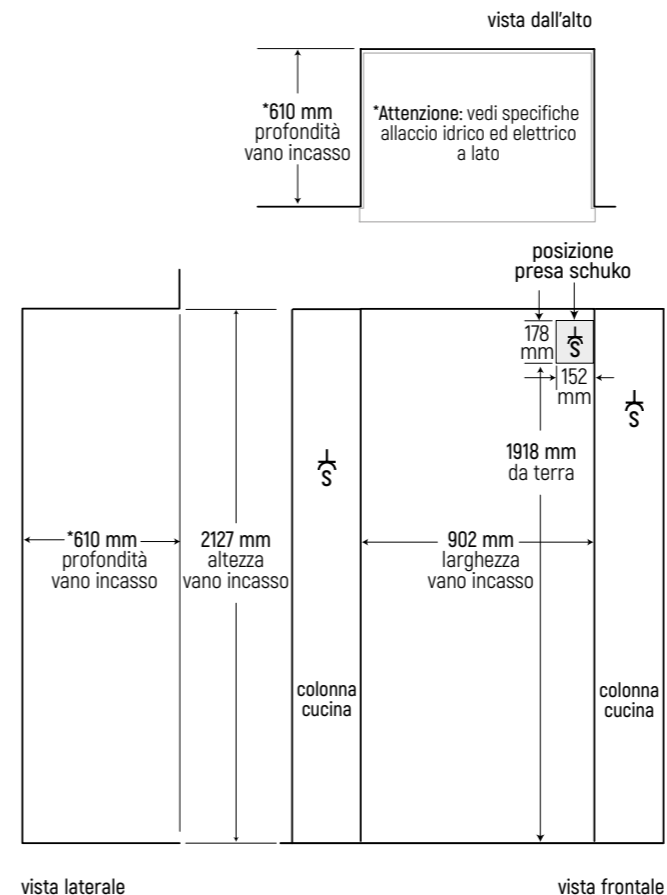 vista dall'alto
*610 mm
profondità
vano incasso
*Attenzione: vedi specifiche
allaccio idrico ed elettrico
a lato
posizione
presa schuko
178
mm
S
152
mm
S
S
1918 mm
da terra
*610 mm
profondità
vano incasso
2127 mm
altezza
vano incasso
902 mm
larghezza
vano incasso
colonna
cucina
colonna
cucina
vista laterale
vista frontale